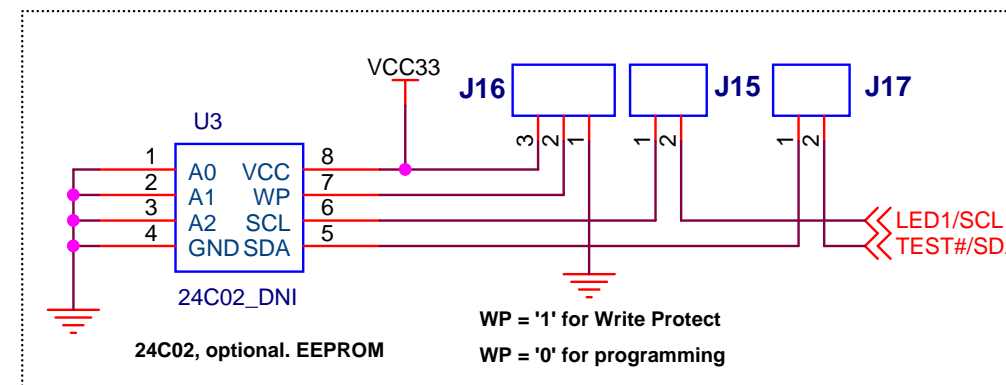 VCC33
J16
J15
J17
3 2 1
1 2
1 2
U3
1 A0 VCC 8
2 A1 WP 7
3 A2 SCL 6
4 GND SDA 5
LED1/SCL
TEST#/SD
24C02_DNI
WP = '1' for Write Protect
24C02, optional. EEPROM
WP = '0' for programming